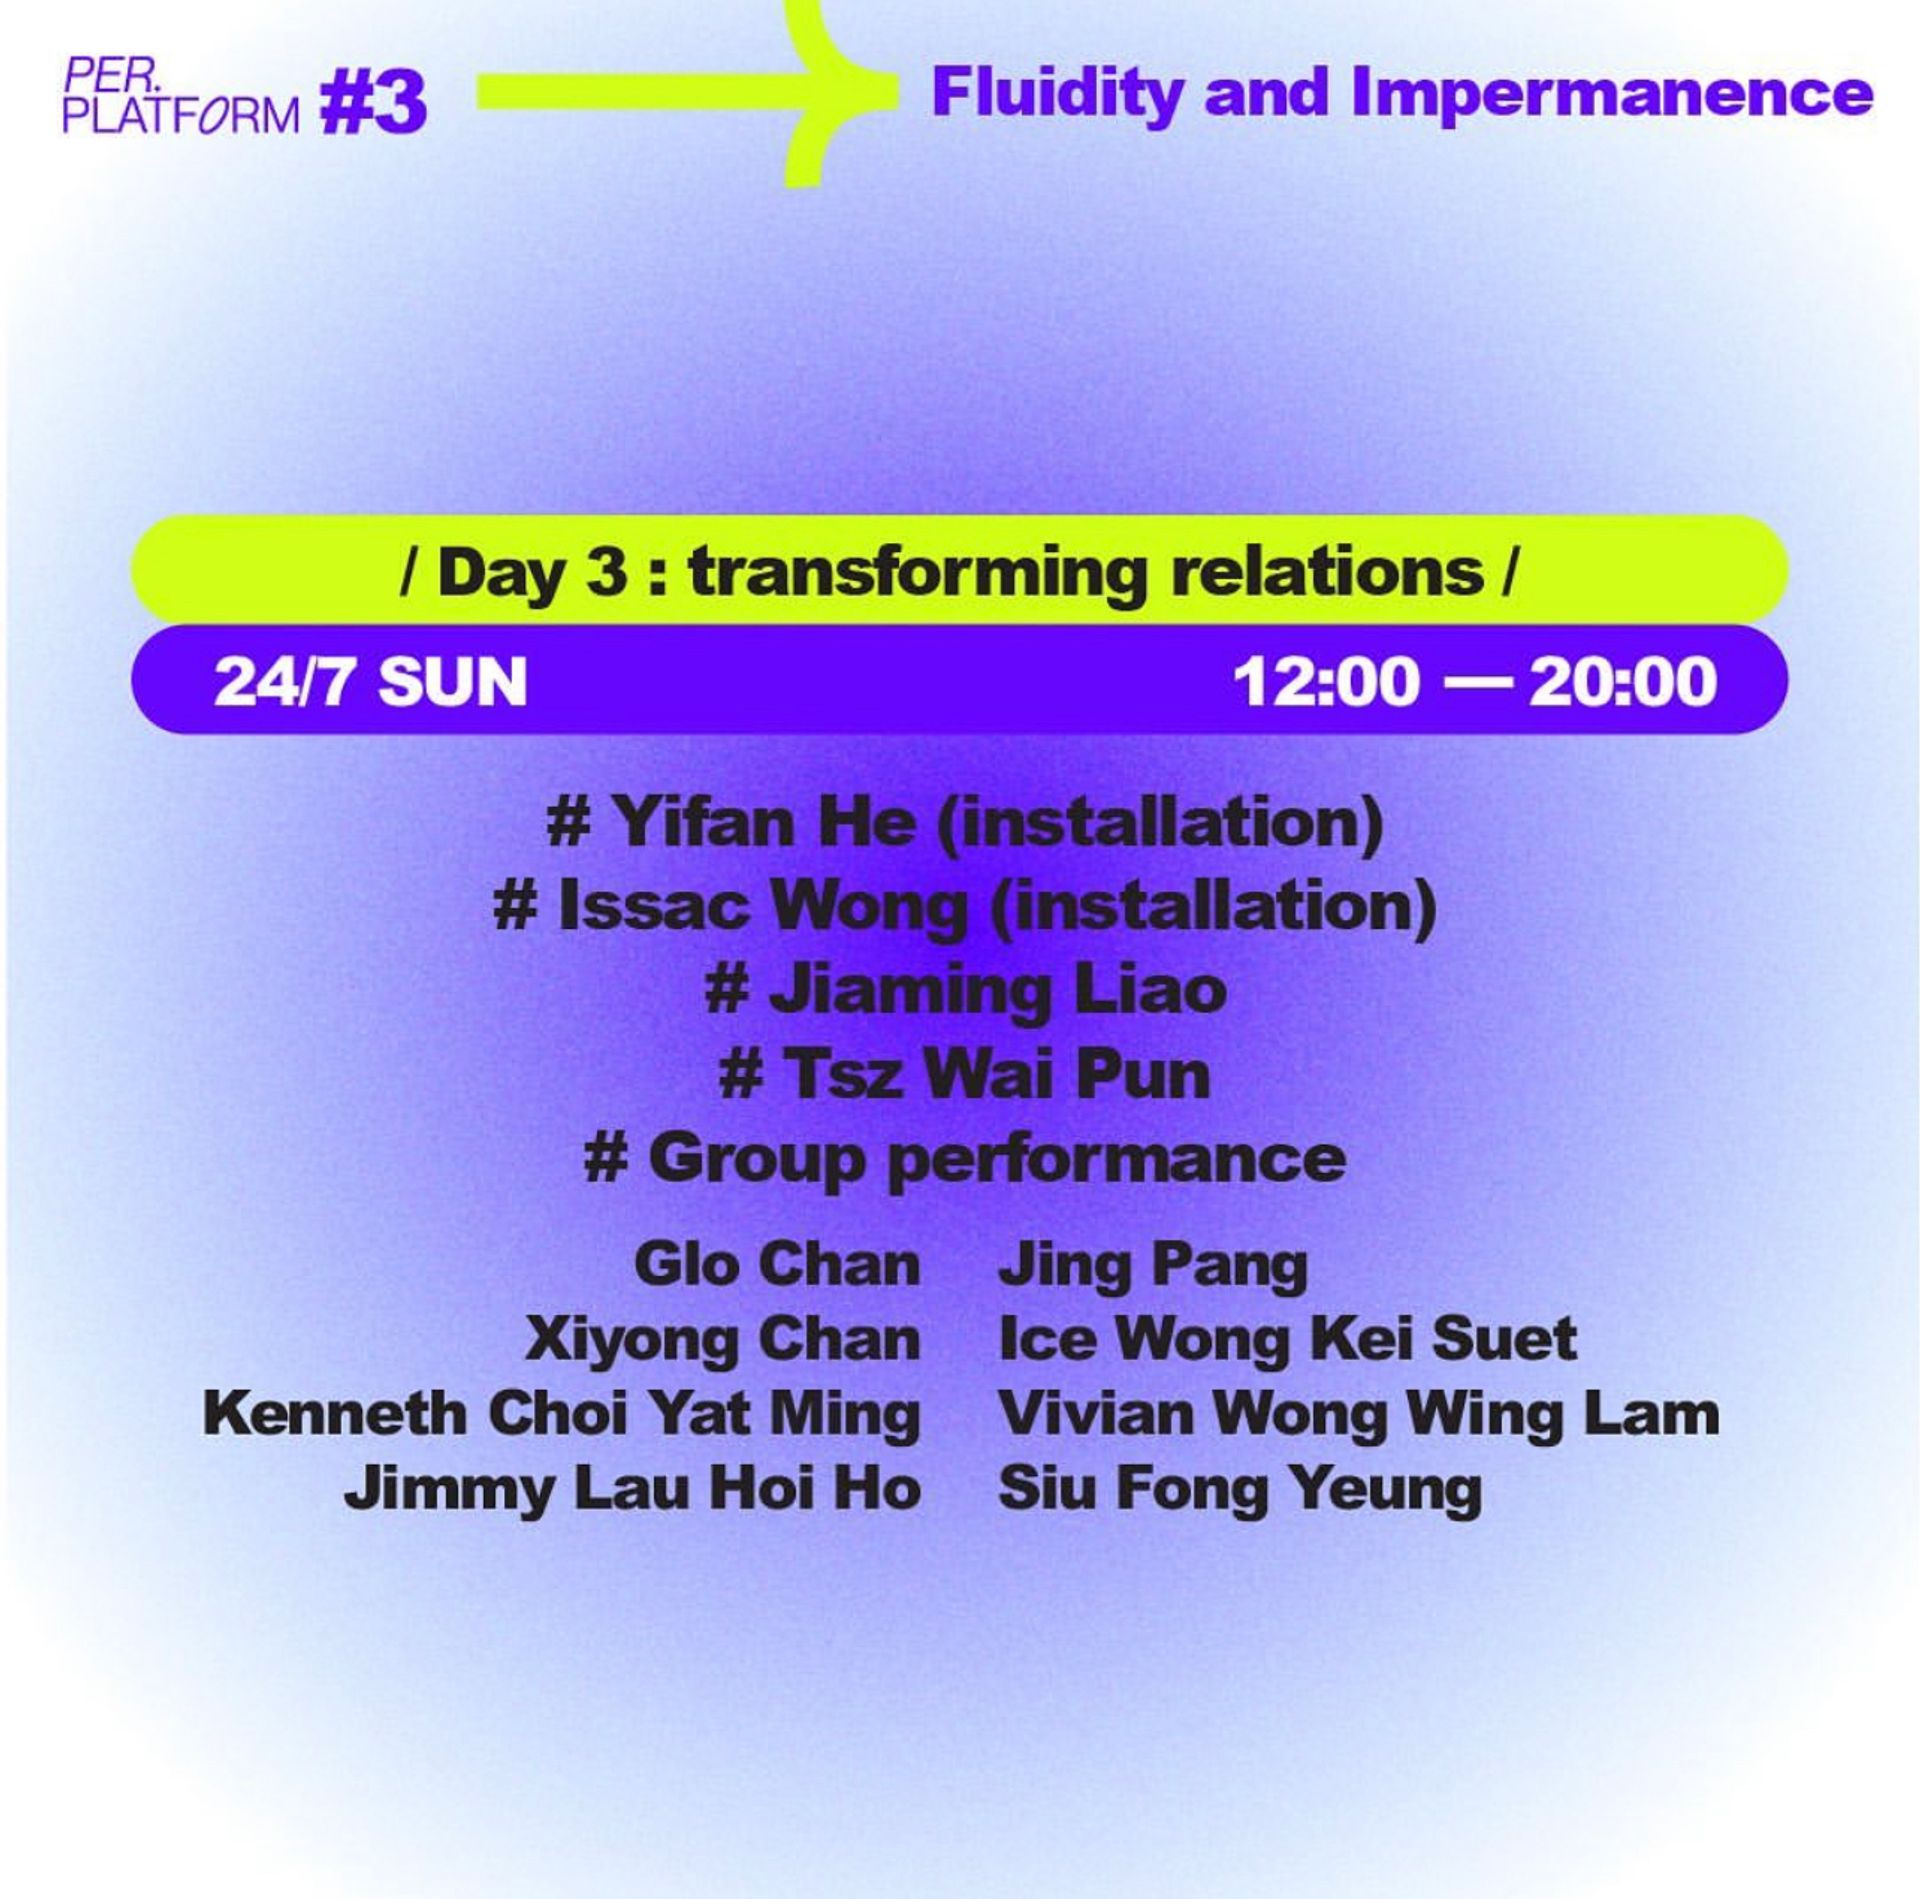 PER.
PLATFORM #3
Fluidity and Impermanence
/ Day 3 : transforming relations /
24/7 SUN 12:00 — 20:00
# Yifan He (installation)
# Issac Wong (installation)
# Jiaming Liao
# Tsz Wai Pun
# Group performance
Glo Chan Jing Pang
Xiyong Chan Ice Wong Kei Suet
Kenneth Choi Yat Ming Vivian Wong Wing Lam
Jimmy Lau Hoi Ho Siu Fong Yeung